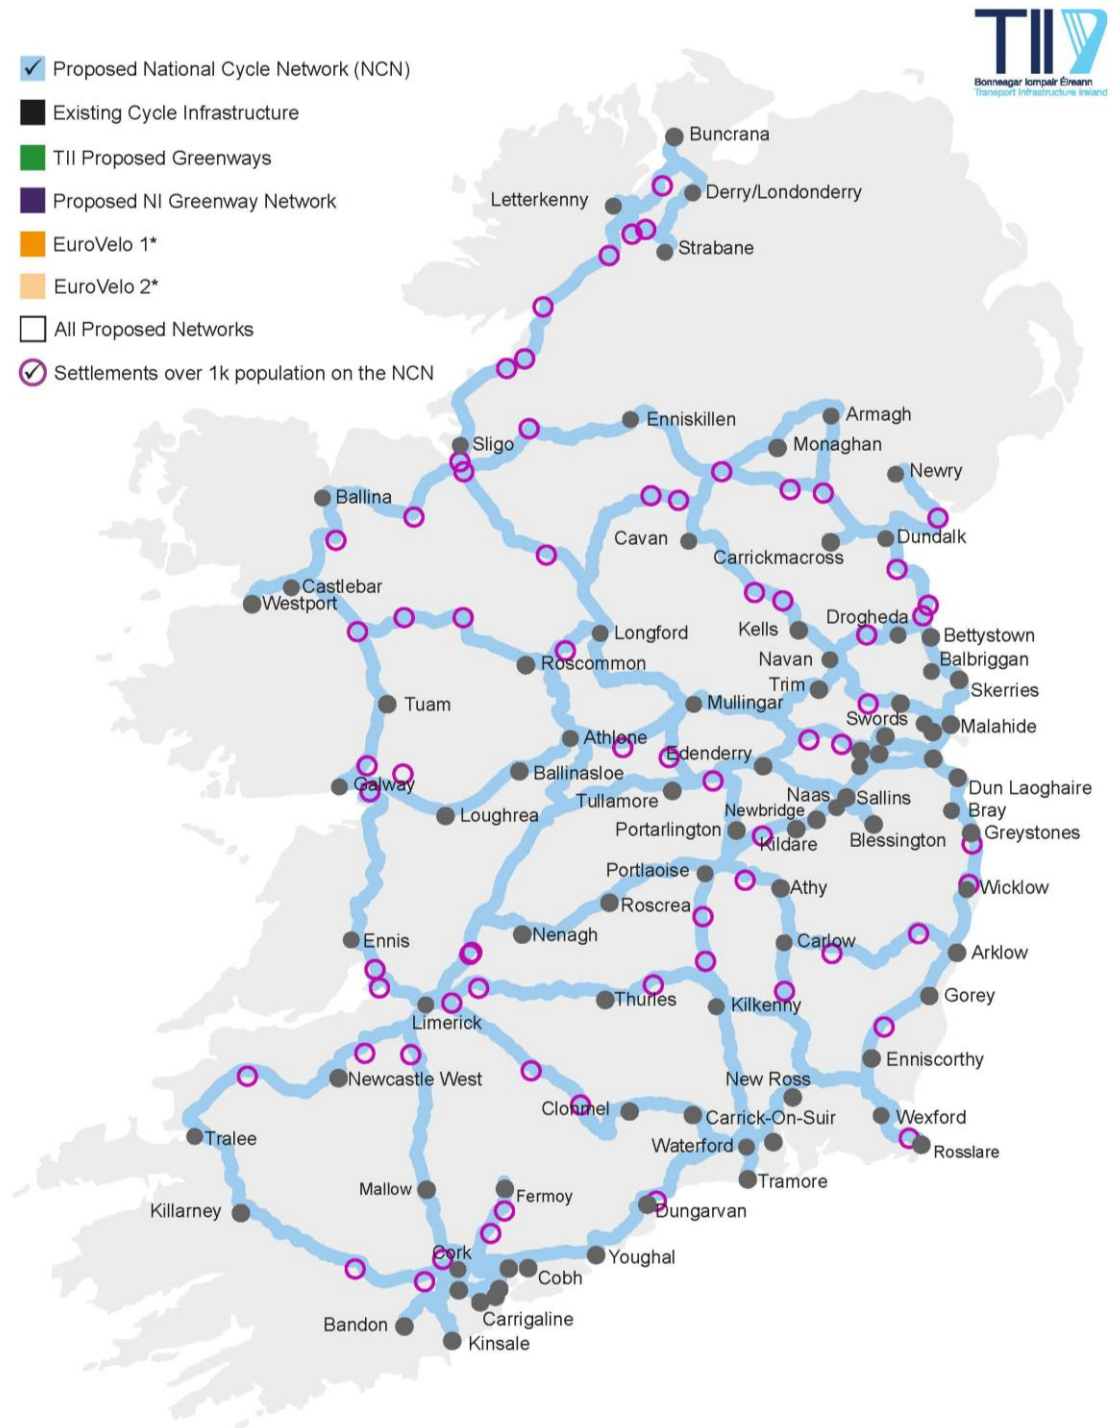 TII
Bonneagar Iompair Éireann
Transport Infrastructure Ireland
Proposed National Cycle Network (NCN)
Existing Cycle Infrastructure
TII Proposed Greenways
Proposed NI Greenway Network
EuroVelo 1*
EuroVelo 2*
All Proposed Networks
Settlements over 1k population on the NCN
Buncrana
Letterkenny
Derry/Londonderry
Strabane
Enniskillen
Armagh
Sligo
Monaghan
Newry
Ballina
Cavan
Dundalk
Carrickmacross
Castlebar
Westport
Longford
Kells
Drogheda
Bettystown
Roscommon
Navan
Balbriggan
Trim
Skerries
Tuam
Mullingar
Swords
Malahide
Athlone
Edenderry
Ballinasloe
Galway
Tullamore
Naas
Sallins
Dun Laoghaire
Loughrea
Newbridge
Bray
Portarlington
Kildare
Blessington
Greystones
Portlaoise
Athy
Wicklow
Roscrea
Nenagh
Ennis
Carlow
Arklow
Thurles
Kilkenny
Gorey
Limerick
Enniscorthy
Newcastle West
New Ross
Clonmel
Carrick-On-Suir
Wexford
Tralee
Waterford
Rosslare
Mallow
Fermoy
Tramore
Killarney
Dungarvan
Cork
Youghal
Cobh
Carrigaline
Bandon
Kinsale